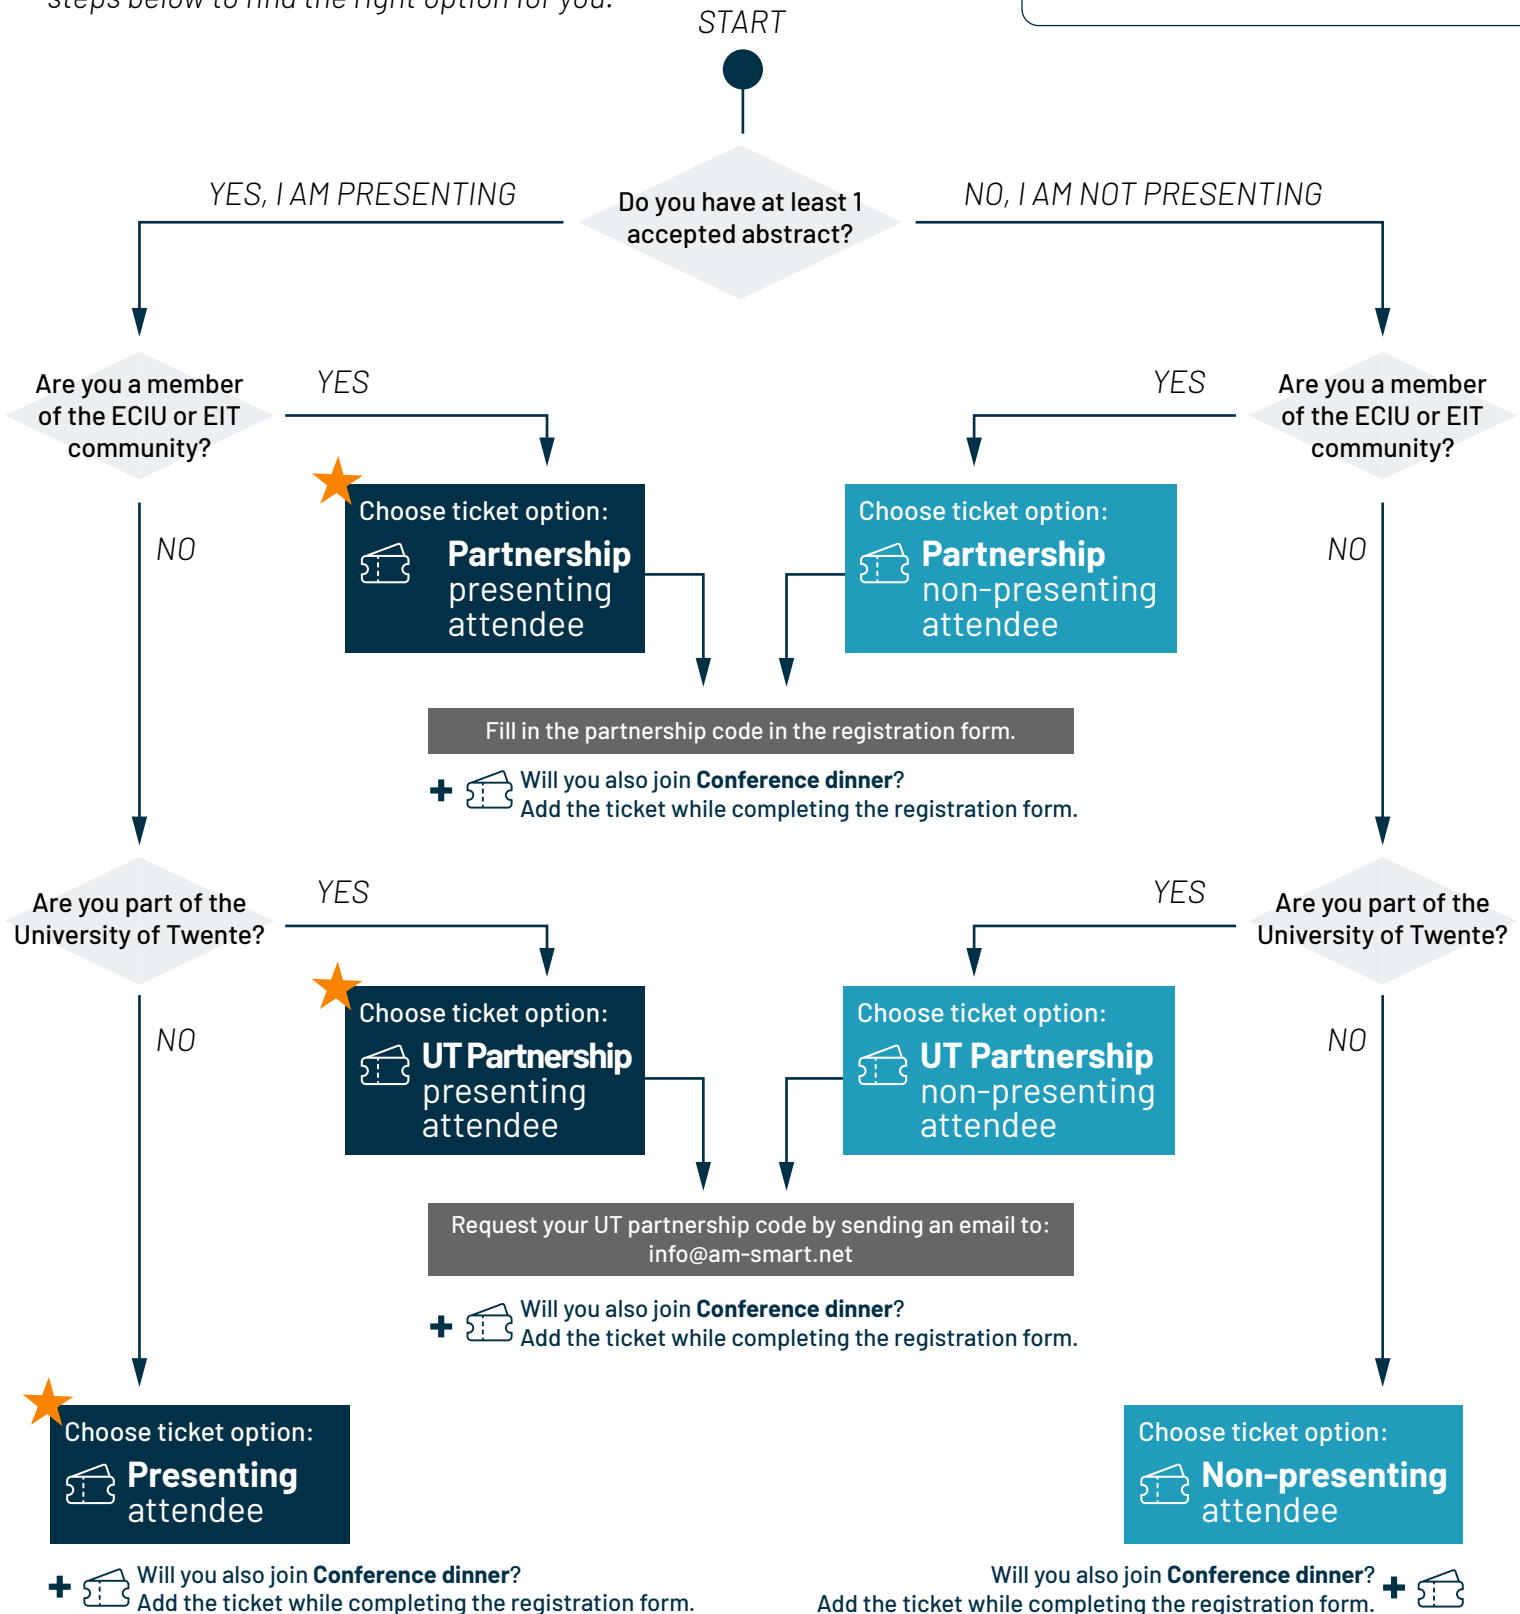 steps below to find the right option for you.
START
YES, I AM PRESENTING
Do you have at least 1
accepted abstract?
NO, I AM NOT PRESENTING
Are you a member
of the ECIU or EIT
community?
YES
YES
Are you a member
of the ECIU or EIT
community?
NO
Choose ticket option:
Partnership
presenting
attendee
Choose ticket option:
Partnership
non-presenting
attendee
NO
Fill in the partnership code in the registration form.
+ Will you also join Conference dinner?
Add the ticket while completing the registration form.
Are you part of the
University of Twente?
YES
YES
Are you part of the
University of Twente?
NO
Choose ticket option:
UT Partnership
presenting
attendee
Choose ticket option:
UT Partnership
non-presenting
attendee
NO
Request your UT partnership code by sending an email to:
info@am-smart.net
+ Will you also join Conference dinner?
Add the ticket while completing the registration form.
Choose ticket option:
Presenting
attendee
Choose ticket option:
Non-presenting
attendee
+ Will you also join Conference dinner?
Add the ticket while completing the registration form.
Will you also join Conference dinner? +
Add the ticket while completing the registration form.